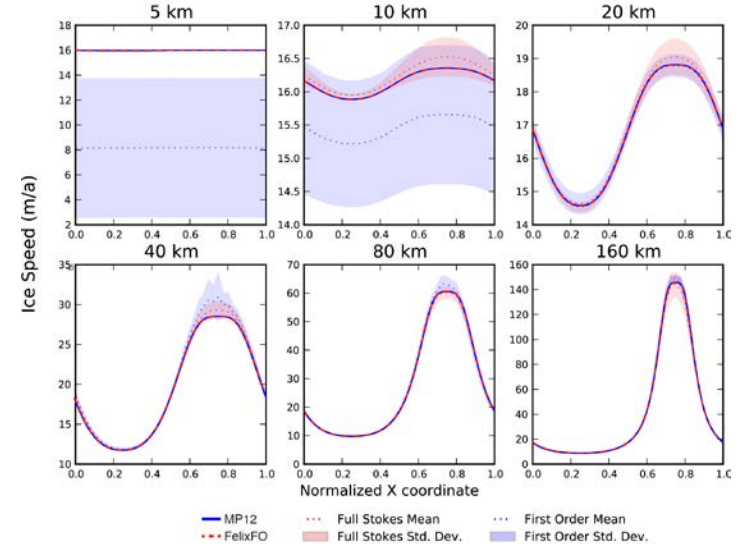 5 km 10 km 20 km
18 17.0 20
16 16.5 19
14 16.0 18
12
10 15.5 17
8 15.0 16
6
4 14.5 15
2 14.0 14
0.0 0.2 0.4 0.6 0.8 1.0 0.0 0.2 0.4 0.6 0.8 1.0 0.0 0.2 0.4 0.6 0.8 1.0
Ice Speed (m/a)
40 km 80 km 160 km
35 70 160
30 60 140
50 120
25 40 100
20 30 80
60
15 20 40
10 20
10 0 0
0.0 0.2 0.4 0.6 0.8 1.0 0.0 0.2 0.4 0.6 0.8 1.0 0.0 0.2 0.4 0.6 0.8 1.0
Normalized X coordinate
MP12 Full Stokes Mean First Order Mean
FelixFO Full Stokes Std. Dev. First Order Std. Dev.